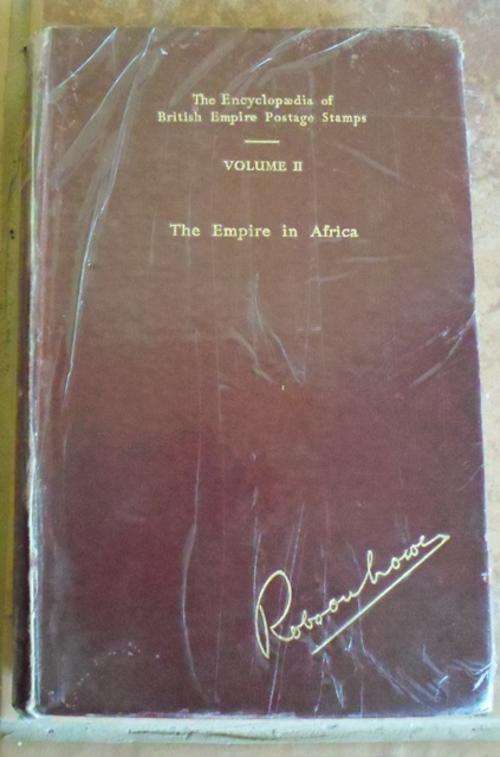 The Encyclopædia of
British Empire Postage Stamps
VOLUME II
The Empire in Africa
Robson Lowe